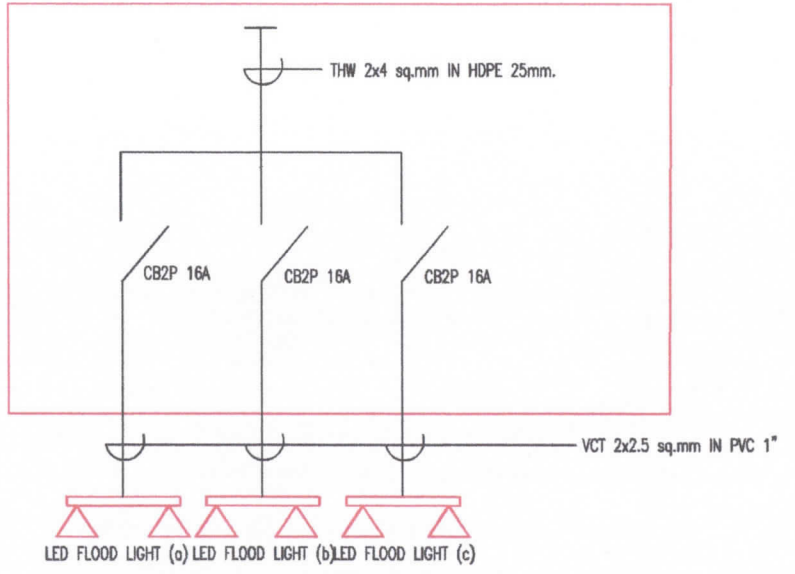 THW 2x4 sq.mm IN HDPE 25mm.
CB2P 16A
CB2P 16A
CB2P 16A
VCT 2x2.5 sq.mm IN PVC 1"
LED FLOOD LIGHT (a)
LED FLOOD LIGHT (b)
LED FLOOD LIGHT (c)